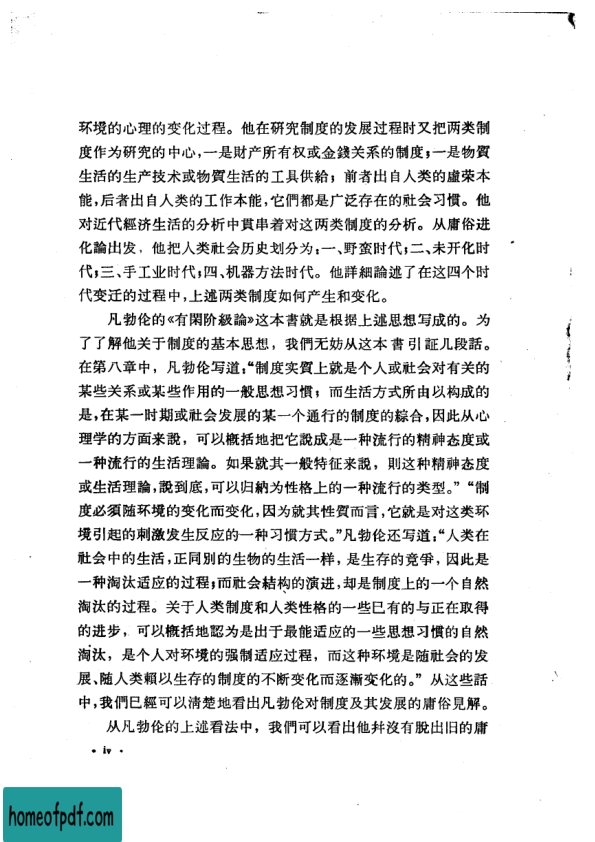 环境的心理的变化过程。他在研究制度的发展过程时又把两类制
度作为研究的中心,一是財产所有权或金錢关系的制度;一是物質
生活的生产技术或物質生活的工具供給；前者出自人类的虛荣本
能,后者出自人类的工作本能,它們都是广泛存在的社会习慣。他
对近代經济生活的分析中貫串着对这两类制度的分析。从庸俗进
化論出发，他把人类社会历史划分为:一、野蛮时代;二、未开化时
代;三、手工业时代;四、机器方法时代。他詳細論述了在这四个时
代变迁的过程中,上述两类制度如何产生和变化。
凡勃伦的《有閑阶級論》这本書就是根据上述思想写成的。为
了了解他关于制度的基本思想，我們无妨从这本書引証几段話。
在第八章中，凡勃伦写道:“制度实質上就是个人或社会对有关的
某些关系或某些作用的一般思想习慣；而生活方式所由以构成的
是,在某一时期或社会发展的某一个通行的制度的綜合,因此从心
理学的方面来說，可以概括地把它說成是一种流行的精神态度或
一种流行的生活理論。如果就其一般特征来說，則这种精神态度
或生活理論,說到底,可以归納为性格上的一种流行的类型。”“制
度必須随环境的变化而变化,因为就其性質而言,它就是对这类环
境引起的刺激发生反应的一种习慣方式。”凡勃伦还写道:“人类在
社会中的生活,正同別的生物的生活一样，是生存的竞爭，因此是
一种淘汰适应的过程;而社会結构的演进,却是制度上的一个自然
淘汰的过程。关于人类制度和人类性格的一些已有的与正在取得
的进步，可以概括地認为是出于最能适应的一些思想习慣的自然
淘汰，是个人对环境的强制适应过程，而这种环境是随社会的发
展、随人类賴以生存的制度的不断变化而逐漸变化的。”从这些話
中,我們已經可以清楚地看出凡勃伦对制度及其发展的庸俗見解。
从凡勃伦的上述看法中，我們可以看出他幷沒有脫出旧的庸
• iv •
homeofpdf.com